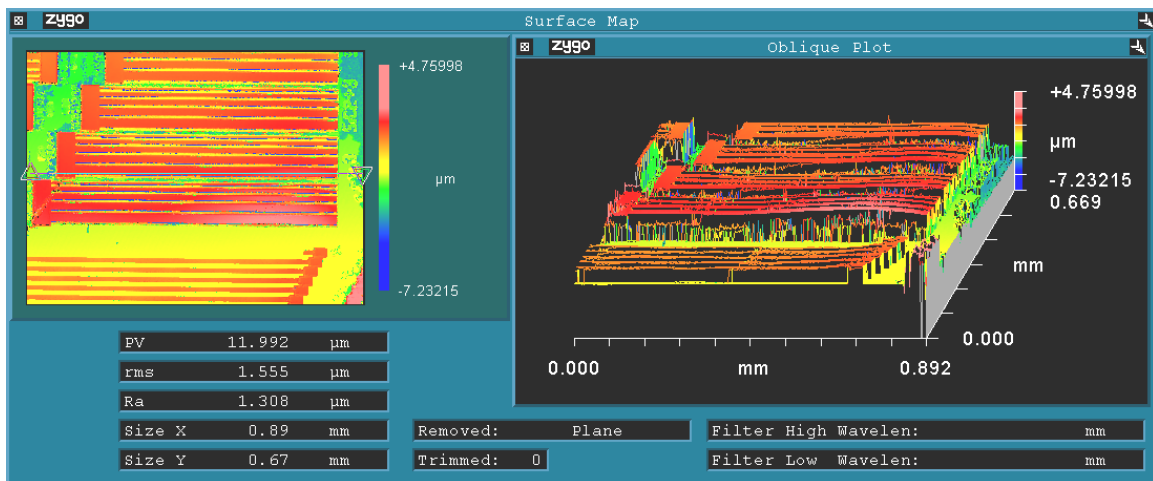 zygo Surface Map
+4.75998
µm
-7.23215
zygo Oblique Plot
+4.75998
µm
-7.23215
0.669
mm
0.000
0.000 mm 0.892
PV 11.992 µm
rms 1.555 µm
Ra 1.308 µm
Size X 0.89 mm
Size Y 0.67 mm
Removed: Plane
Trimmed: 0
Filter High Wavelen: mm
Filter Low Wavelen: mm